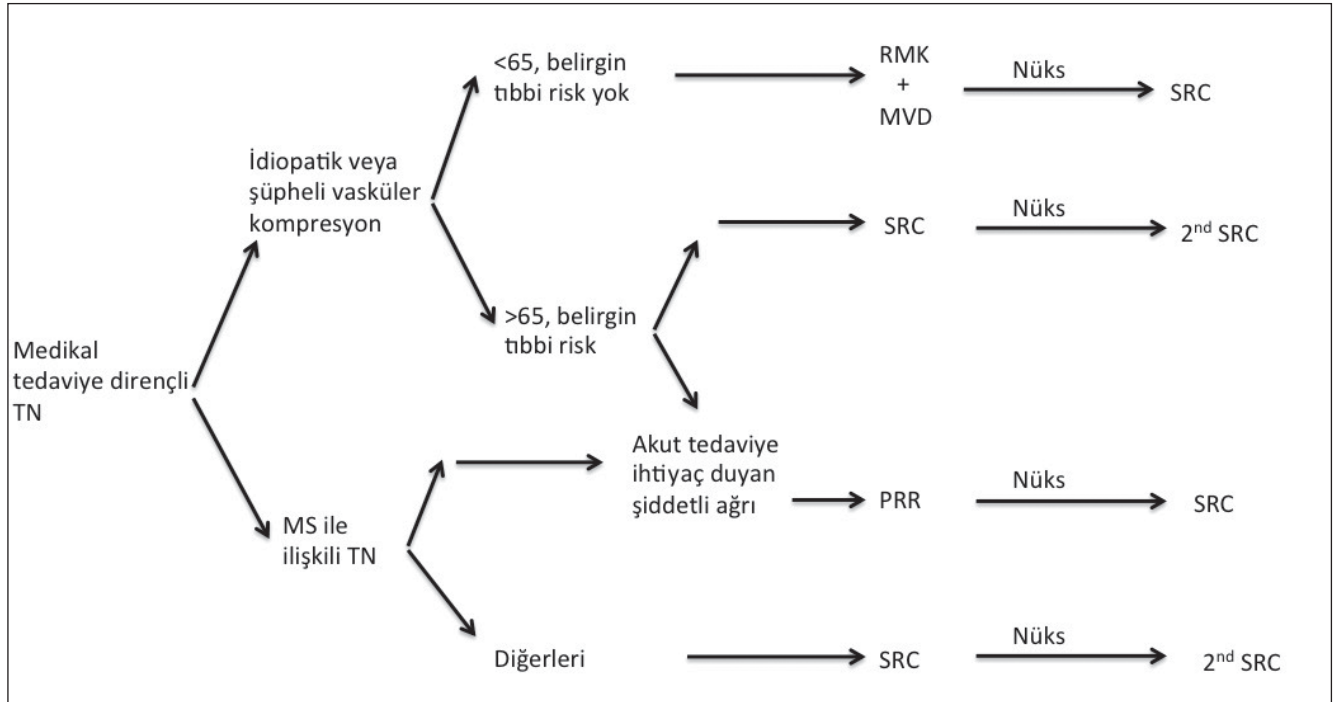 <65, belirgin
tıbbi risk yok
RMK
+
MVD
Nüks
SRC
İdiopatik veya
şüpheli vasküler
kompresyon
SRC
Nüks
2nd SRC
>65, belirgin
tıbbi risk
Medikal
tedaviye dirençli
TN
Akut tedaviye
ihtiyaç duyan
şiddetli ağrı
PRR
Nüks
SRC
MS ile
ilişkili TN
Diğerleri
SRC
Nüks
2nd SRC